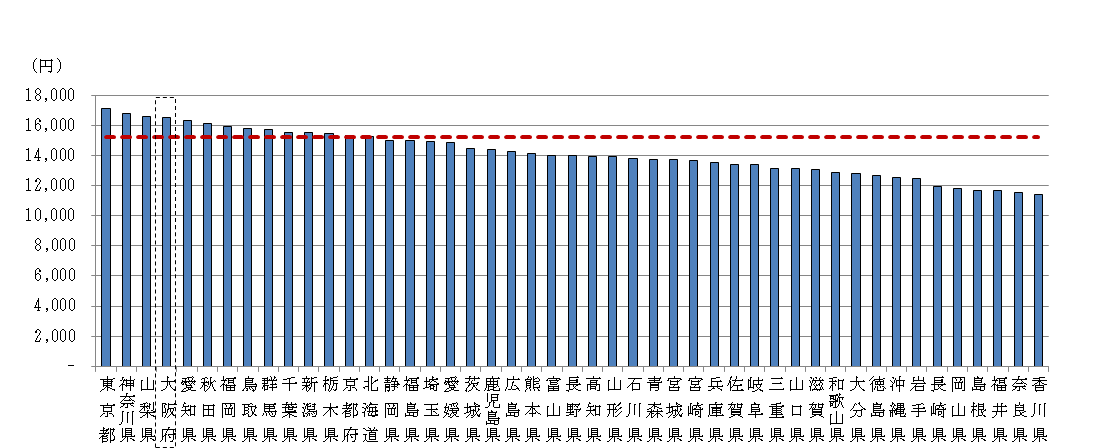 (円)
18,000
16,000
14,000
12,000
10,000
8,000
6,000
4,000
2,000
-
東京都
神奈川県
山梨県
大阪府
愛知県
秋田県
福岡県
鳥取県
群馬県
千葉県
新潟県
栃木県
京都府
北海道
静岡県
福島県
埼玉県
愛媛県
茨城県
鹿児島県
広島県
熊本県
富山県
長野県
高知県
山形県
石川県
青森県
宮城県
宮崎県
兵庫県
佐賀県
岐阜県
三重県
山口県
滋賀県
和歌山県
大分県
徳島県
沖縄県
岩手県
長崎県
岡山県
島根県
福井県
奈良県
香川県